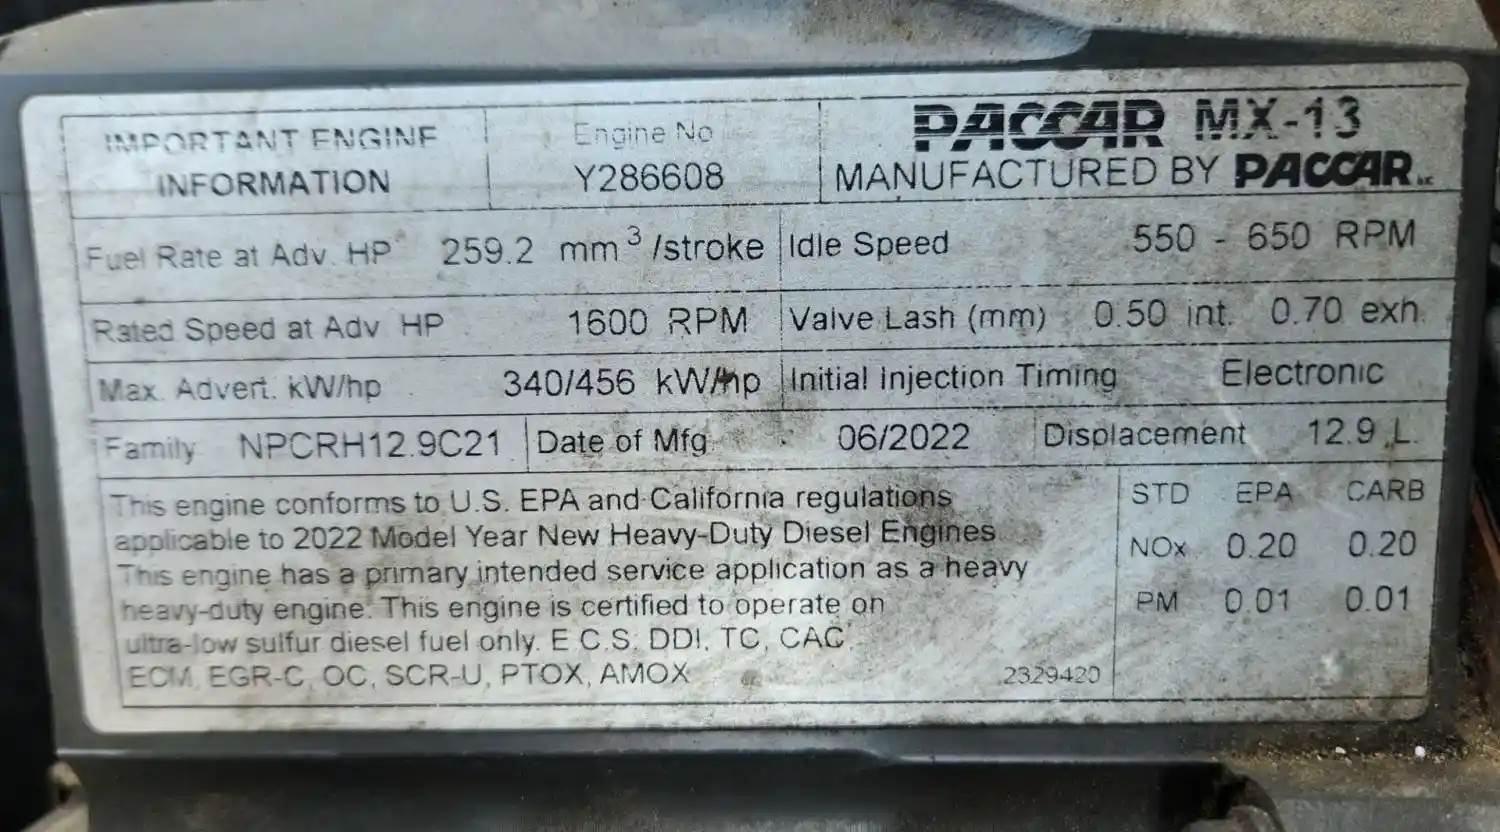 IMPORTANT ENGINE INFORMATION
Engine No
Y286608
PACCAR MX-13
MANUFACTURED BY PACCAR INC
Fuel Rate at Adv. HP 259.2 mm³/stroke
Idle Speed 550 - 650 RPM
Rated Speed at Adv HP 1600 RPM
Valve Lash (mm) 0.50 int. 0.70 exh.
Max. Advert. kW/hp 340/456 kW/hp
Initial Injection Timing Electronic
Family NPCRH12.9C21
Date of Mfg. 06/2022
Displacement 12.9 L.
This engine conforms to U.S. EPA and California regulations
applicable to 2022 Model Year New Heavy-Duty Diesel Engines.
This engine has a primary intended service application as a heavy
heavy-duty engine. This engine is certified to operate on
ultra-low sulfur diesel fuel only. E.C.S. DDI, TC, CAC,
ECM, EGR-C, OC, SCR-U, PTOX, AMOX
2329420
STD EPA CARB
NOx 0.20 0.20
PM 0.01 0.01